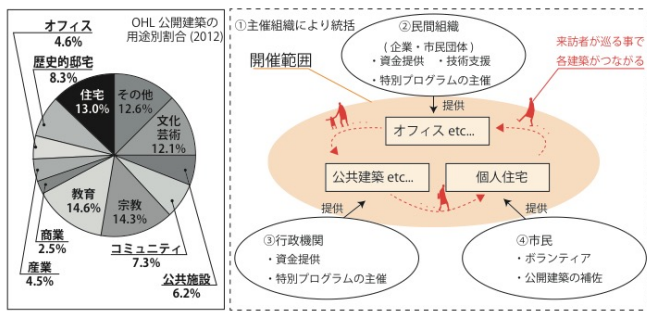 OHL 公開建築の
用途別割合 (2012)
オフィス
4.6%
歴史的邸宅
8.3%
住宅
13.0%
その他
12.6%
文化
芸術
12.1%
教育
14.6%
宗教
14.3%
商業
2.5%
産業
4.5%
コミュニティ
7.3%
公共施設
6.2%
①主催組織により統括
②民間組織
(企業・市民団体)
・資金提供 ・技術支援
・特別プログラムの主催
開催範囲
来訪者が巡る事で
各建築がつながる
提供
オフィス etc...
公共建築 etc...
個人住宅
提供
提供
③行政機関
・資金提供
・特別プログラムの主催
④市民
・ボランティア
・公開建築の補佐